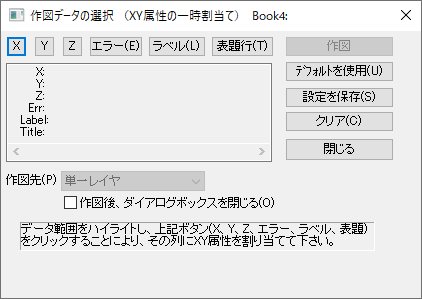 作図データの選択　（XY属性の一時割当て）　Book4:
X Y Z エラー(E) ラベル(L) 表題行(T) 作図
X:
Y:
Z:
Err:
Label:
Title:
デフォルトを使用(U)
設定を保存(S)
クリア(C)
閉じる
作図先(P) 単一レイヤ
作図後、ダイアログボックスを閉じる(O)
データ範囲をハイライトし、上記ボタン(X、Y、Z、エラー、ラベル、表題)
をクリックすることにより、その列にXY属性を割り当てて下さい。